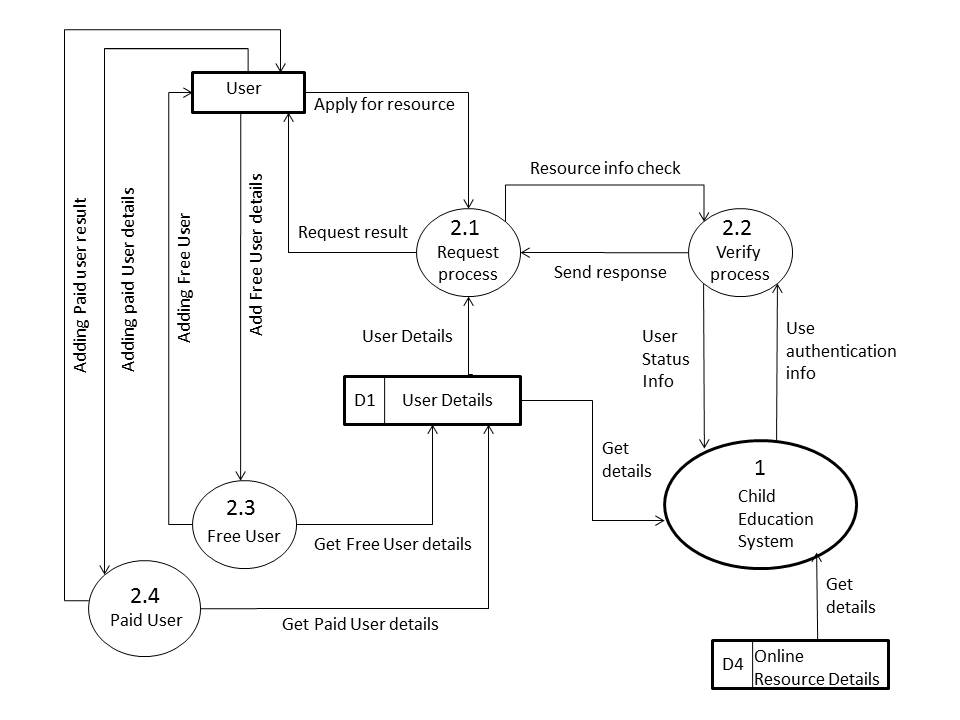 User
Apply for resource
Resource info check
2.1
Request
process
2.2
Verify
process
Request result
Send response
Adding Paid user result
Adding paid User details
Adding Free User
Add Free User details
User Details
User
Status
Info
Use
authentication
info
D1
User Details
Get
details
1
Child
Education
System
2.3
Free User
Get Free User details
2.4
Paid User
Get Paid User details
Get
details
D4
Online
Resource Details